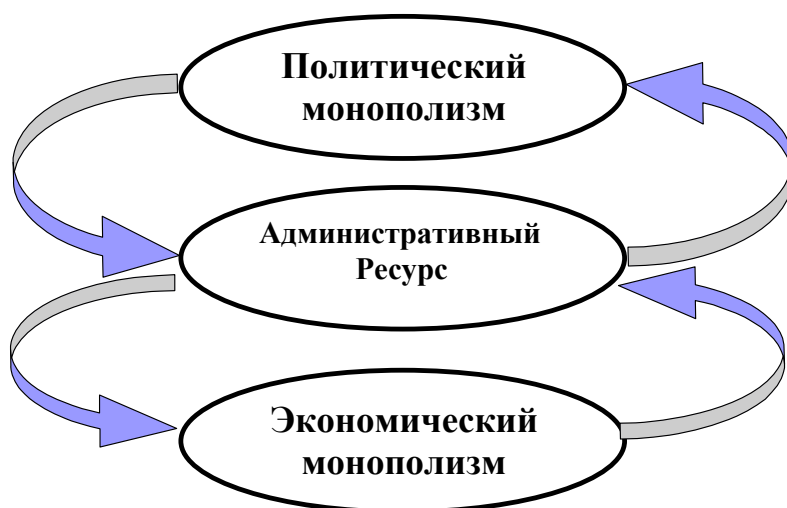 Политический
монополизм
Административный
Ресурс
Экономический
монополизм